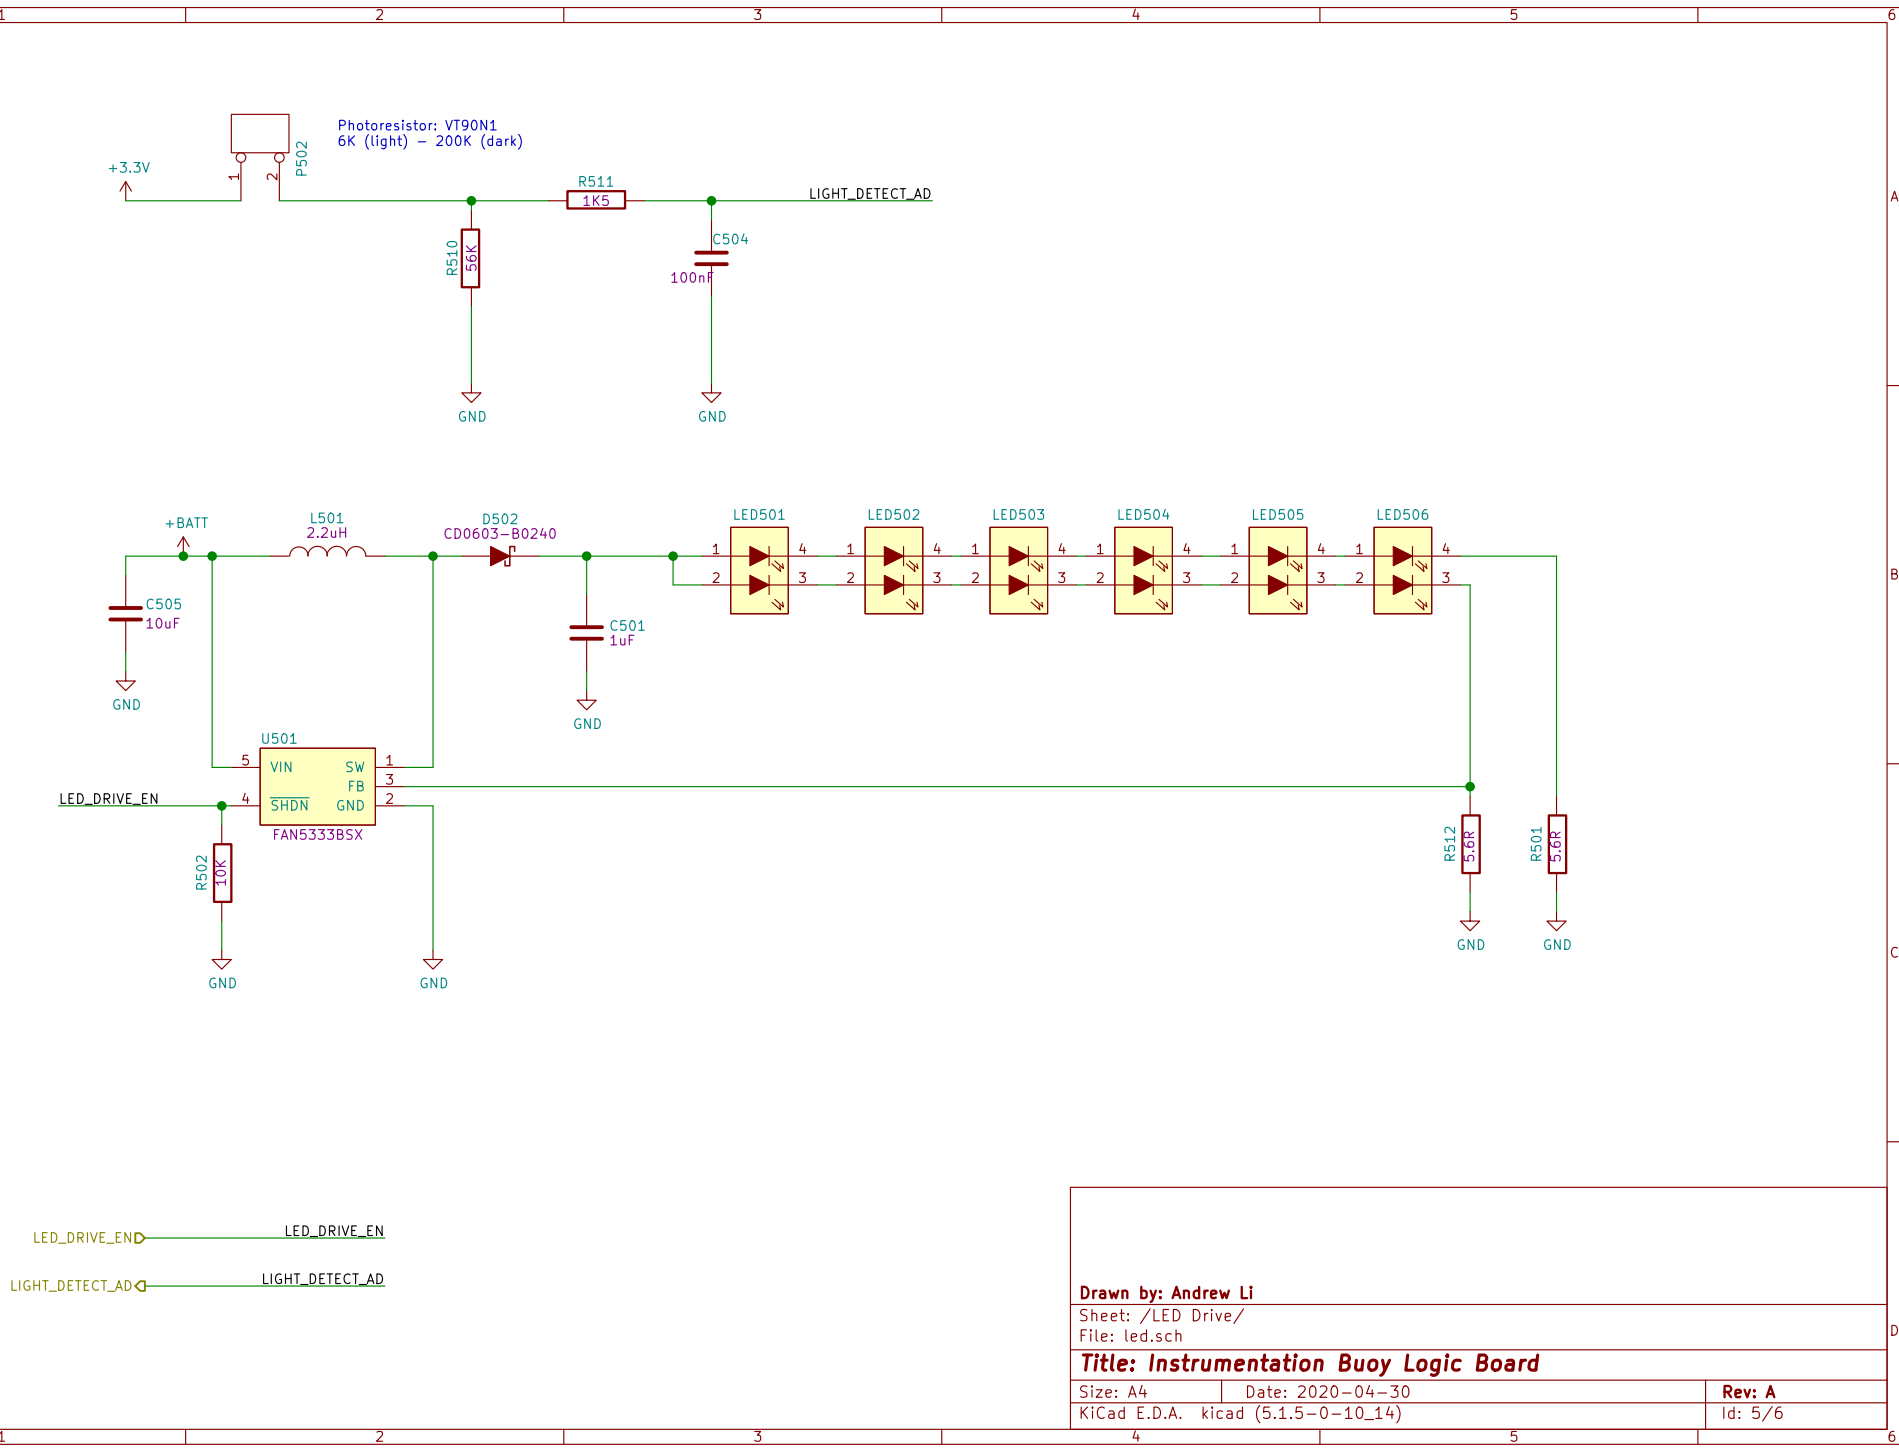 1 2 3 4 5 6
Photoresistor: VT90N1
6K (light) - 200K (dark)
P502
+3.3V
1 2
R511
1K5
LIGHT_DETECT_AD
A
R510
56K
C504
100nF
GND
GND
+BATT
L501
2.2uH
D502
CD0603-B0240
LED501 LED502 LED503 LED504 LED505 LED506
1 4 1 4 1 4 1 4 1 4 1 4
2 3 2 3 2 3 2 3 2 3 2 3
B
C505
10uF
C501
1uF
GND
GND
U501
5 VIN SW 1
FB 3
LED_DRIVE_EN
4 SHDN GND 2
FAN5333BSX
R502
10K
R512
5.6R
R501
5.6R
GND
GND
GND
GND
C
LED_DRIVE_EN
LED_DRIVE_EN
LIGHT_DETECT_AD
LIGHT_DETECT_AD
Drawn by: Andrew Li
Sheet: /LED Drive/
File: led.sch
D
Title: Instrumentation Buoy Logic Board
Size: A4
Date: 2020-04-30
Rev: A
KiCad E.D.A. kicad (5.1.5-0-10_14)
Id: 5/6
1 2 3 4 5 6